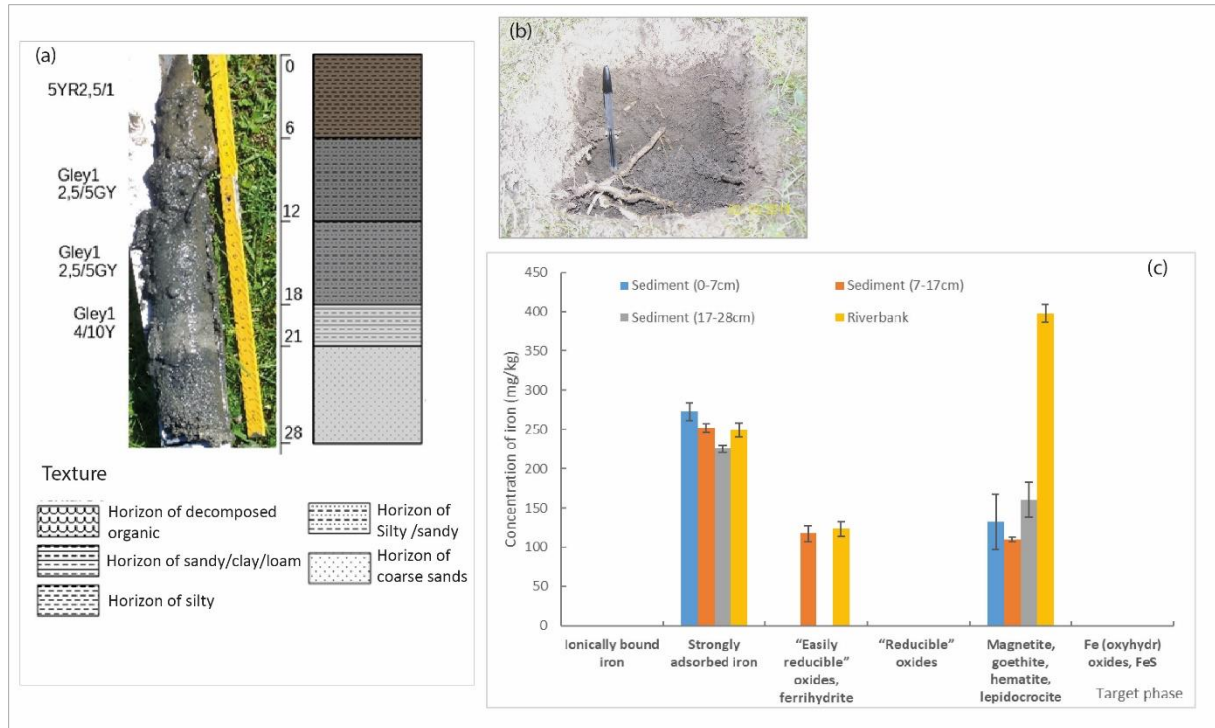 (a)
5YR2,5/1
Gley1
2,5/5GY
Gley1
2,5/5GY
Gley1
4/10Y
0
6
12
18
21
28
Texture
Horizon of decomposed
organic
Horizon of sandy/clay/loam
Horizon of silty
Horizon of
Silty /sandy
Horizon of
coarse sands
(b)
(c)
Sediment (0-7cm)
Sediment (7-17cm)
Sediment (17-28cm)
Riverbank
Concentration of iron (mg/kg)
450
400
350
300
250
200
150
100
50
0
Ionically bound
iron
Strongly
adsorbed iron
“Easily
reducible”
oxides,
ferrihydrite
“Reducible”
oxides
Magnetite,
goethite,
hematite,
lepidocrocite
Fe (oxyhydr)
oxides, FeS
Target phase